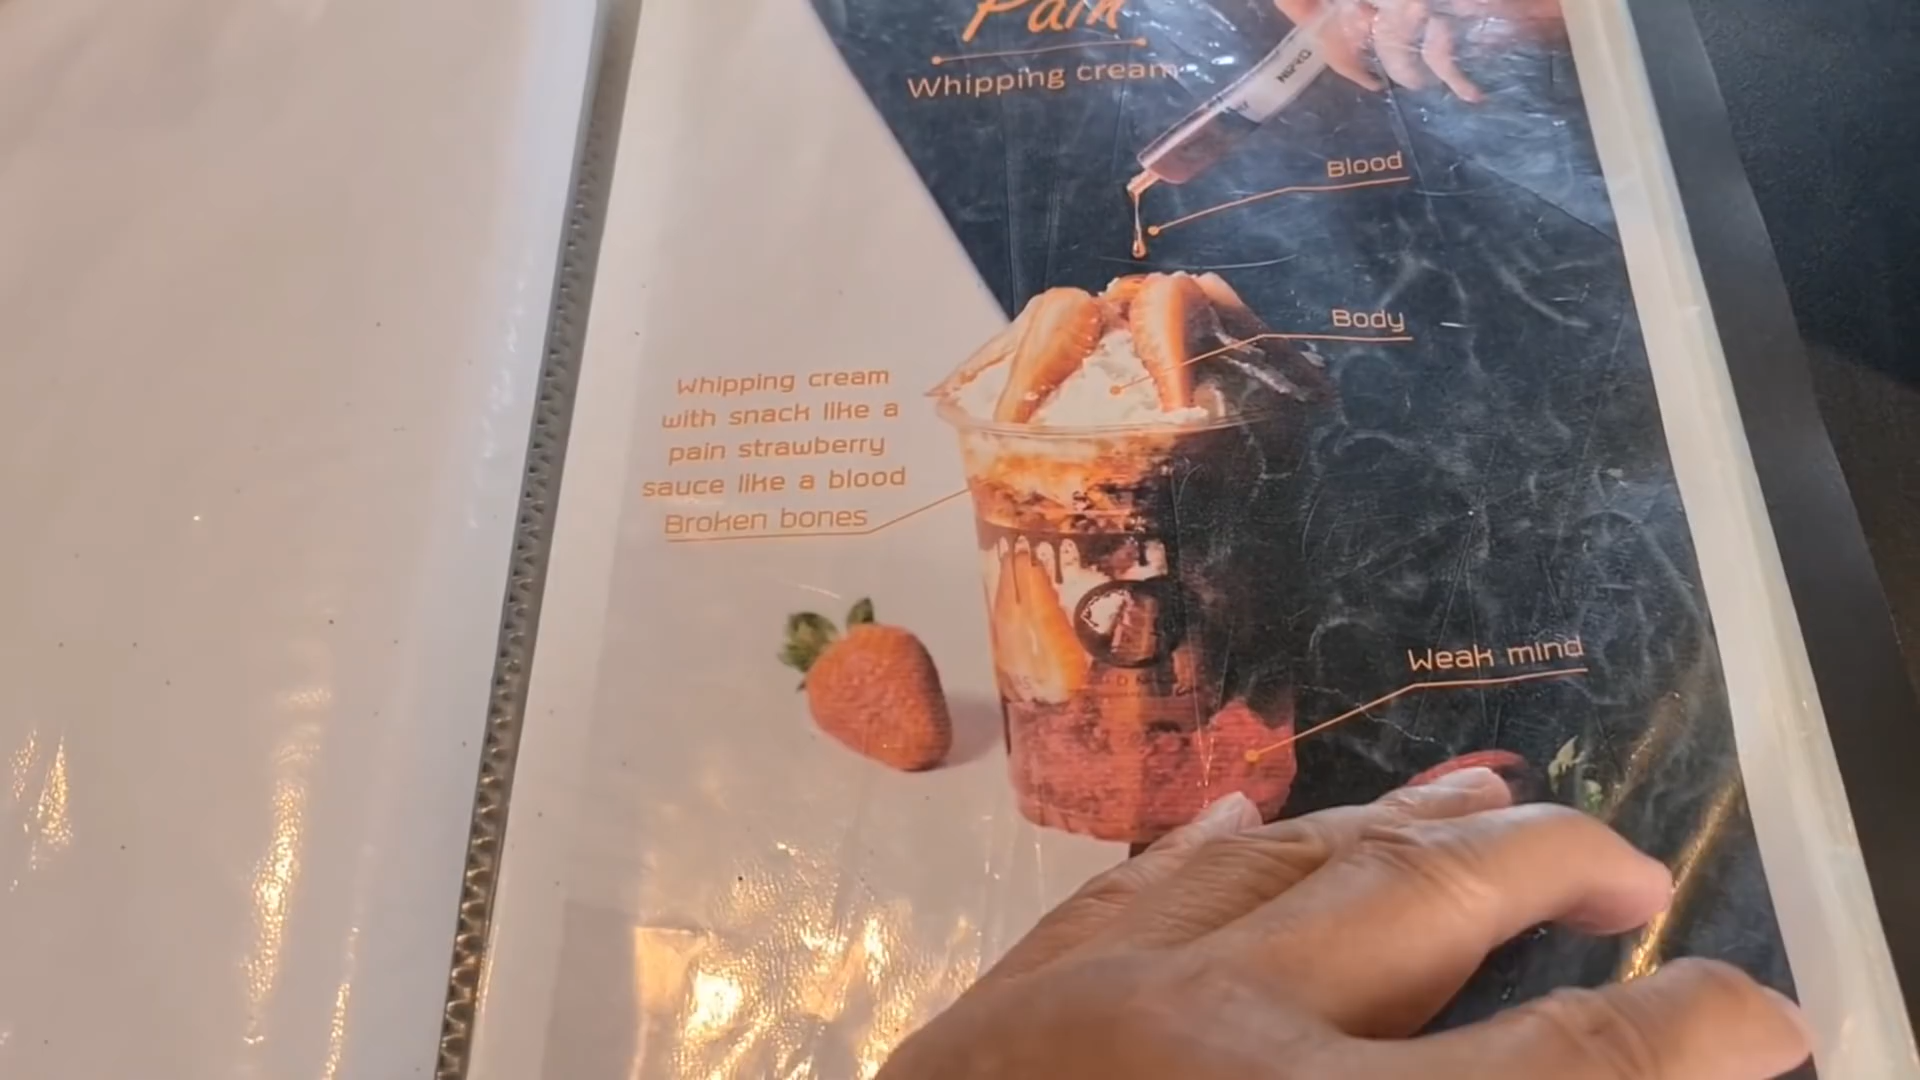 Pain
Whipping cream
NIPRO
Blood
Body
Whipping cream
with snack like a
pain strawberry
sauce like a blood
Broken bones
Weak mind